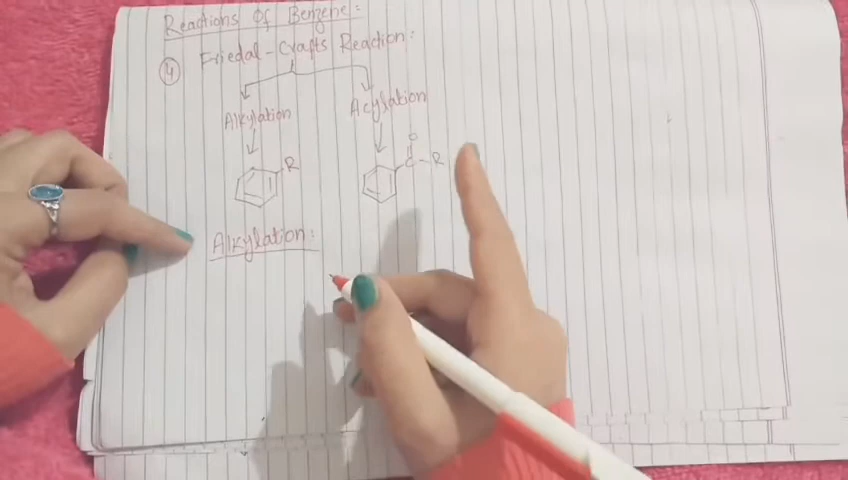 Reactions Of Benzene:
4 Friedal-Crafts Reaction:
Alkylation Acylation
R
O
C-R
Alkylation: